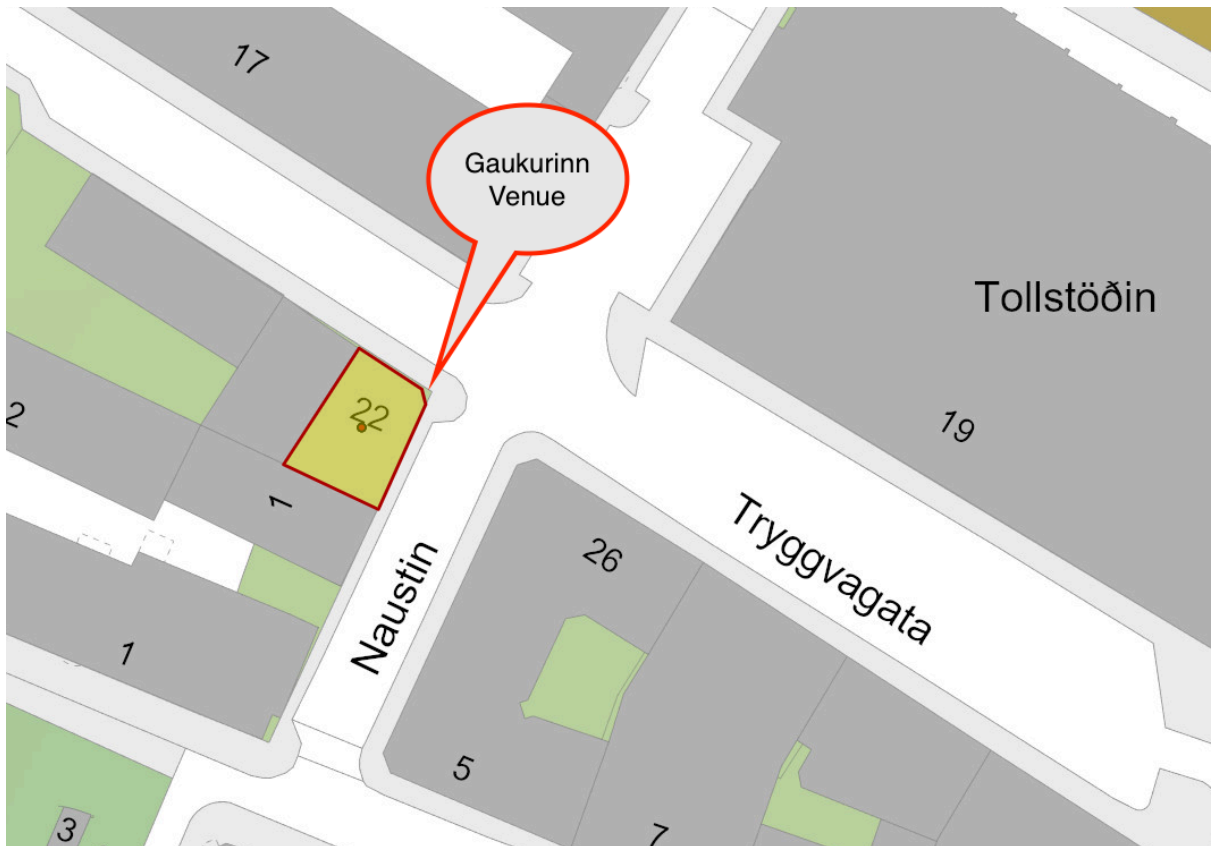 17
Gaukurinn
Venue
Tollstöðin
22
2
19
1
Tryggvagata
26
Naustin
1
5
7
3